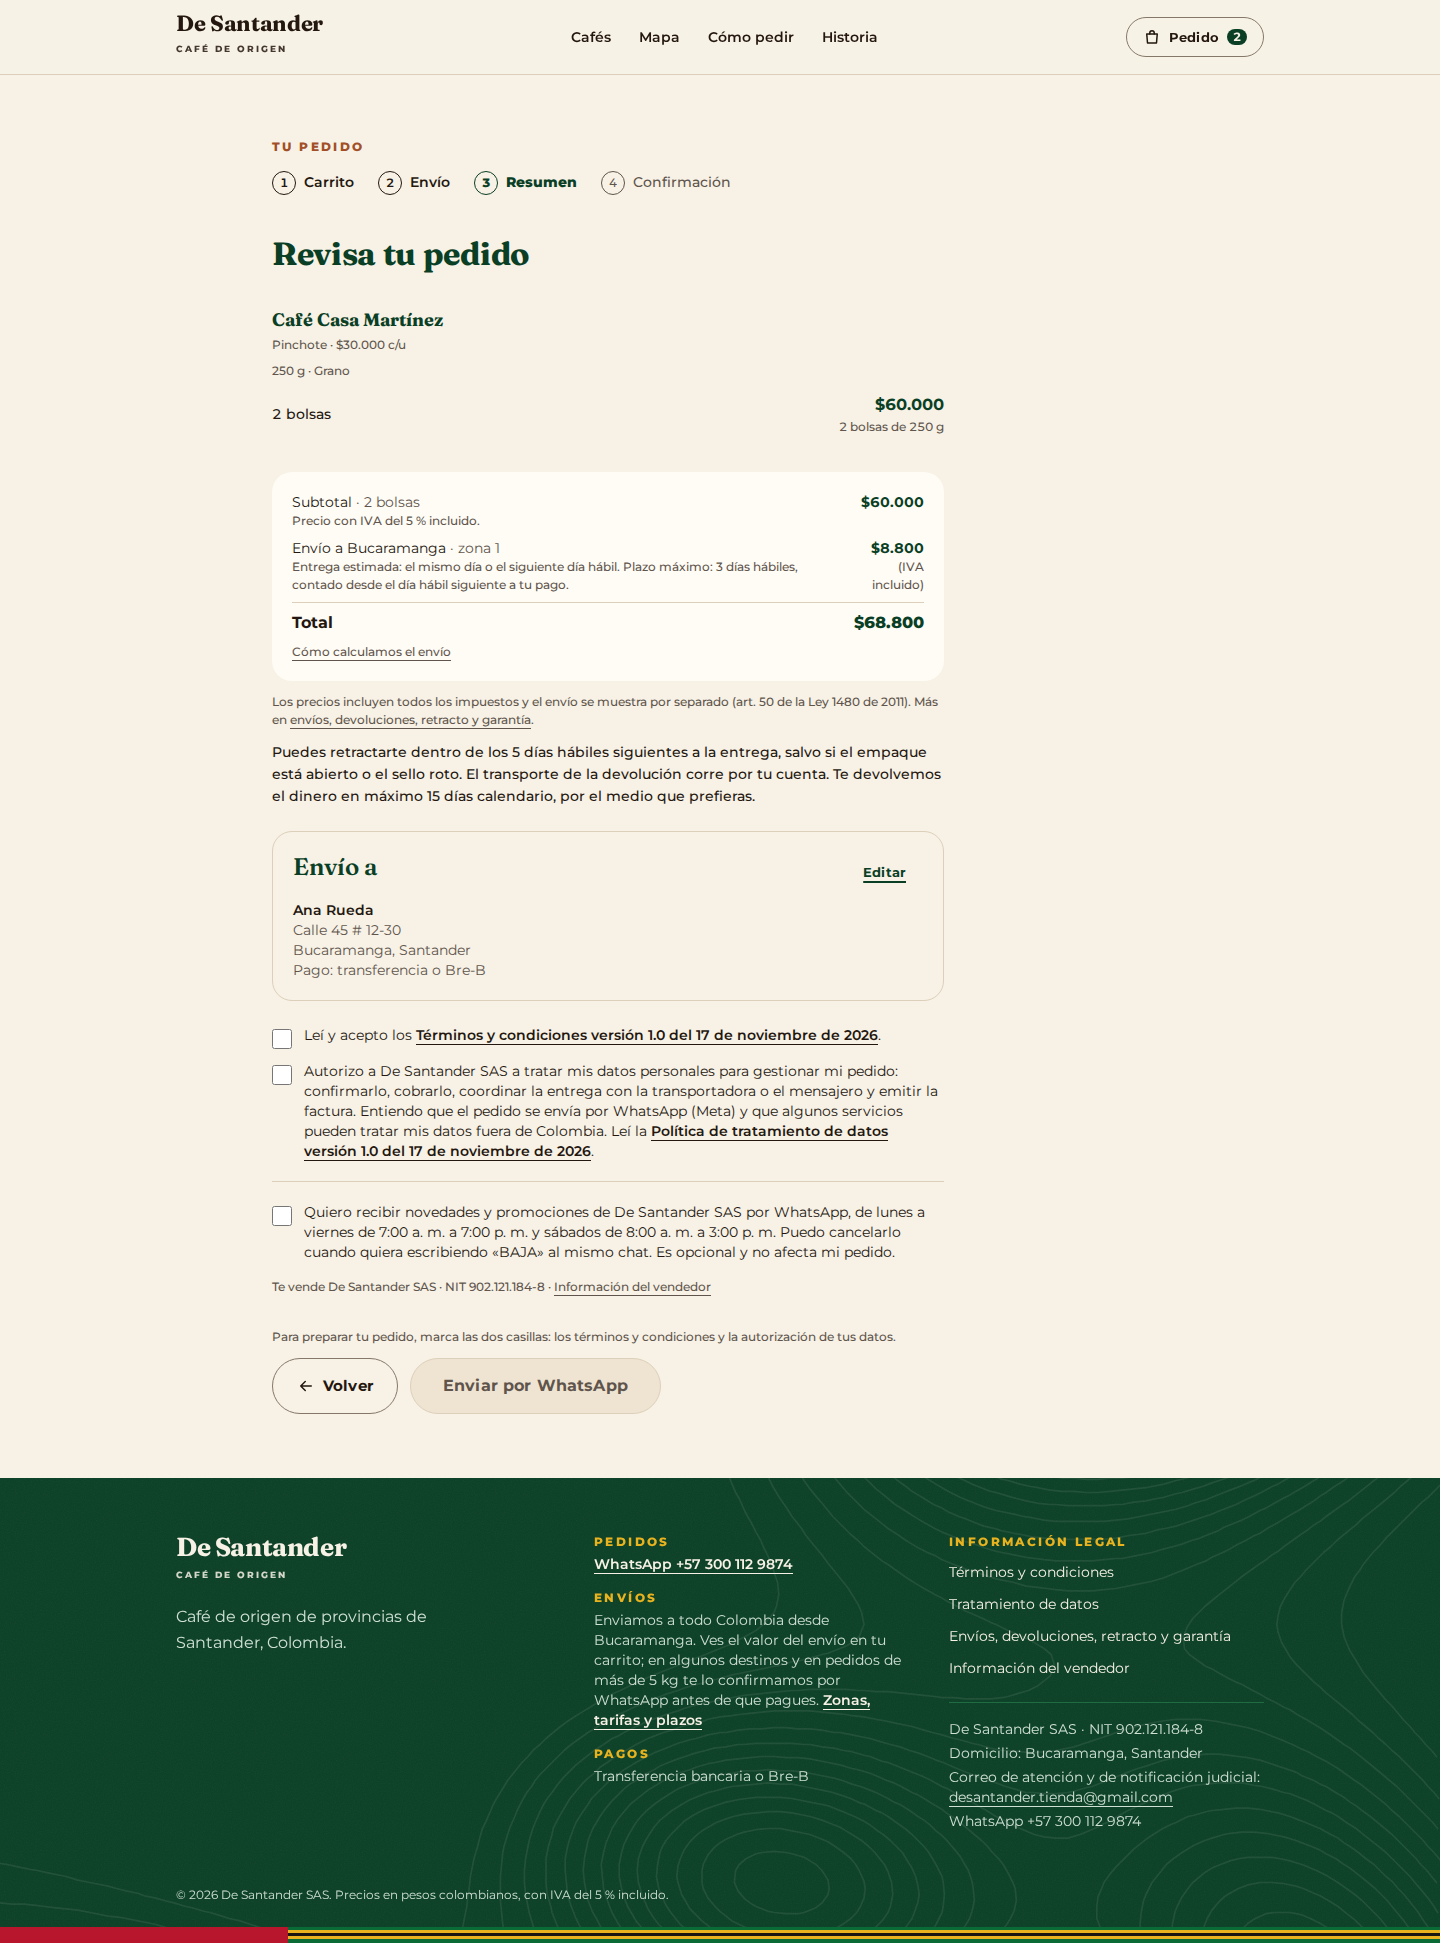 De Santander
CAFÉ DE ORIGEN
Cafés
Mapa
Cómo pedir
Historia
Pedido 2
TU PEDIDO
1 Carrito
2 Envío
3 Resumen
4 Confirmación
Revisa tu pedido
Café Casa Martínez
Pinchote · $30.000 c/u
250 g · Grano
2 bolsas
$60.000
2 bolsas de 250 g
Subtotal · 2 bolsas
$60.000
Precio con IVA del 5 % incluido.
Envío a Bucaramanga · zona 1
$8.800
Entrega estimada: el mismo día o el siguiente día hábil. Plazo máximo: 3 días hábiles,
contado desde el día hábil siguiente a tu pago.
(IVA
incluido)
Total
$68.800
Cómo calculamos el envío
Los precios incluyen todos los impuestos y el envío se muestra por separado (art. 50 de la Ley 1480 de 2011). Más
en envíos, devoluciones, retracto y garantía.
Puedes retractarte dentro de los 5 días hábiles siguientes a la entrega, salvo si el empaque
está abierto o el sello roto. El transporte de la devolución corre por tu cuenta. Te devolvemos
el dinero en máximo 15 días calendario, por el medio que prefieras.
Envío a
Editar
Ana Rueda
Calle 45 # 12-30
Bucaramanga, Santander
Pago: transferencia o Bre-B
Leí y acepto los Términos y condiciones versión 1.0 del 17 de noviembre de 2026.
Autorizo a De Santander SAS a tratar mis datos personales para gestionar mi pedido:
confirmarlo, cobrarlo, coordinar la entrega con la transportadora o el mensajero y emitir la
factura. Entiendo que el pedido se envía por WhatsApp (Meta) y que algunos servicios
pueden tratar mis datos fuera de Colombia. Leí la Política de tratamiento de datos
versión 1.0 del 17 de noviembre de 2026.
Quiero recibir novedades y promociones de De Santander SAS por WhatsApp, de lunes a
viernes de 7:00 a. m. a 7:00 p. m. y sábados de 8:00 a. m. a 3:00 p. m. Puedo cancelarlo
cuando quiera escribiendo «BAJA» al mismo chat. Es opcional y no afecta mi pedido.
Te vende De Santander SAS · NIT 902.121.184-8 · Información del vendedor
Para preparar tu pedido, marca las dos casillas: los términos y condiciones y la autorización de tus datos.
← Volver
Enviar por WhatsApp
De Santander
CAFÉ DE ORIGEN
Café de origen de provincias de
Santander, Colombia.
PEDIDOS
WhatsApp +57 300 112 9874
ENVÍOS
Enviamos a todo Colombia desde
Bucaramanga. Ves el valor del envío en tu
carrito; en algunos destinos y en pedidos de
más de 5 kg te lo confirmamos por
WhatsApp antes de que pagues. Zonas,
tarifas y plazos
PAGOS
Transferencia bancaria o Bre-B
INFORMACIÓN LEGAL
Términos y condiciones
Tratamiento de datos
Envíos, devoluciones, retracto y garantía
Información del vendedor
De Santander SAS · NIT 902.121.184-8
Domicilio: Bucaramanga, Santander
Correo de atención y de notificación judicial:
desantander.tienda@gmail.com
WhatsApp +57 300 112 9874
© 2026 De Santander SAS. Precios en pesos colombianos, con IVA del 5 % incluido.